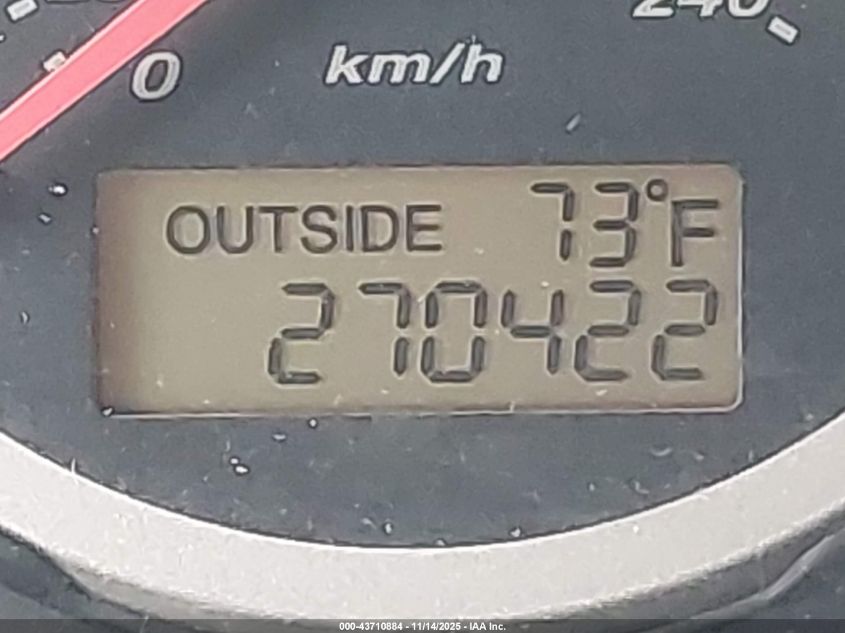 0 km/h 240
OUTSIDE 73°F
270422
000-43710884 - 11/14/2025 - IAA Inc.